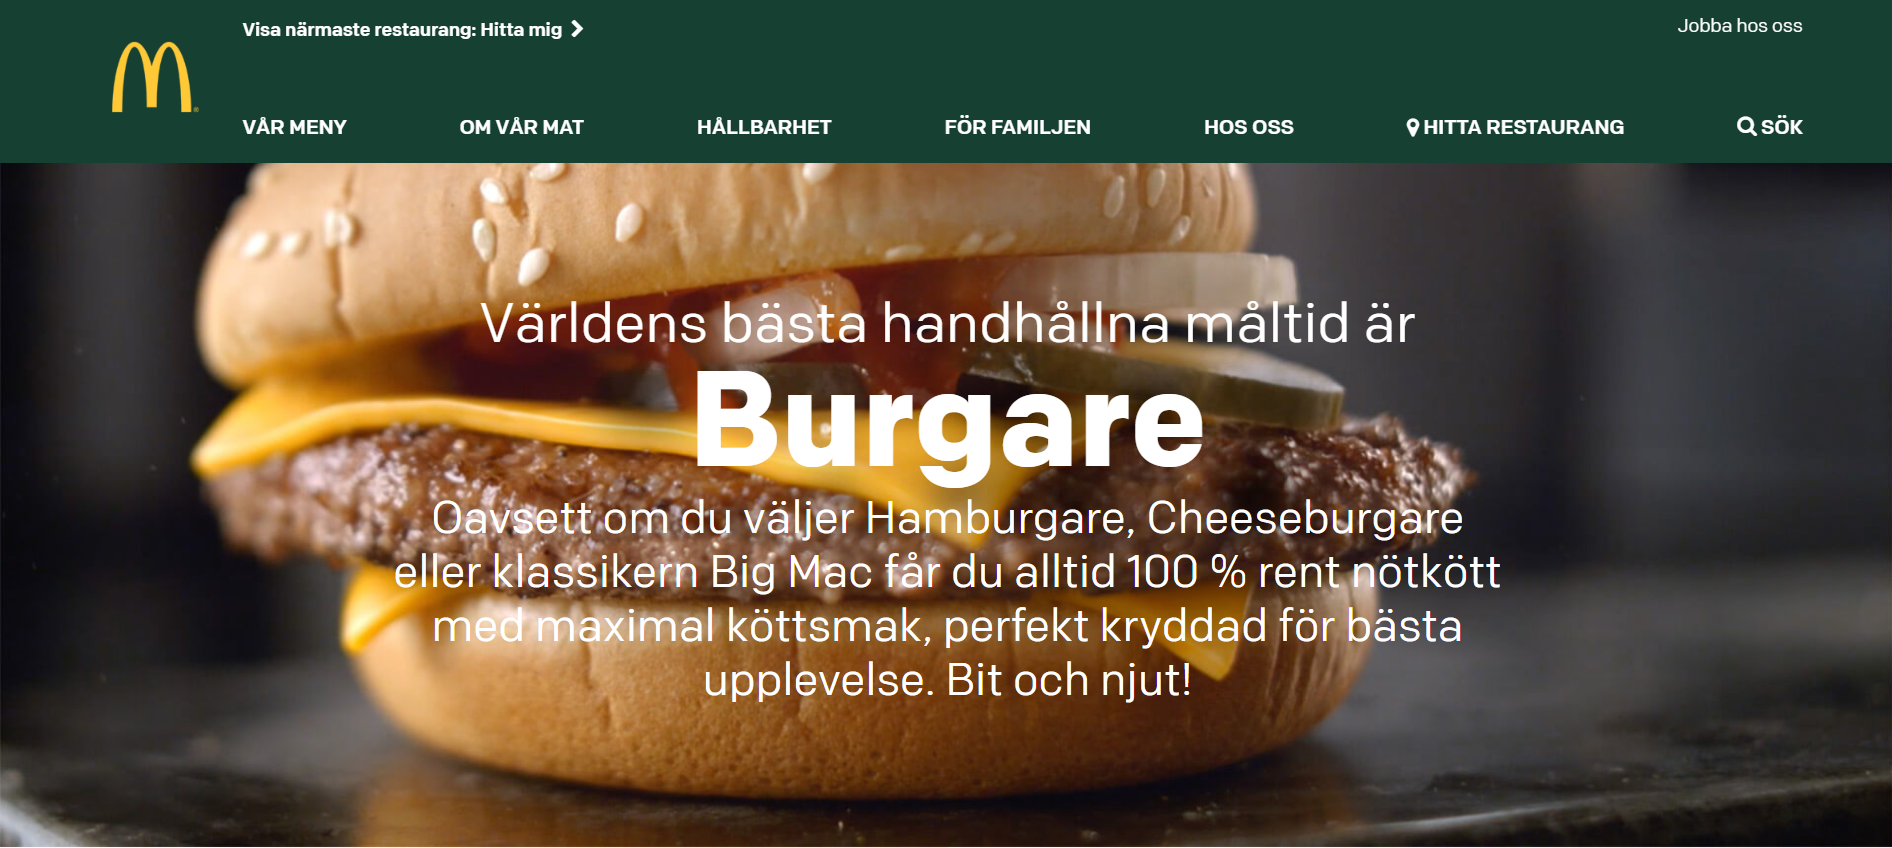 Visa närmaste restaurang: Hitta mig
Jobba hos oss
VÅR MENY
OM VÅR MAT
HÅLLBARHET
FÖR FAMILJEN
HOS OSS
HITTA RESTAURANG
SÖK
Världens bästa handhållna måltid är
Burgare
Oavsett om du väljer Hamburgare, Cheeseburgare
eller klassikern Big Mac får du alltid 100 % rent nötkött
med maximal köttsmak, perfekt kryddad för bästa
upplevelse. Bit och njut!